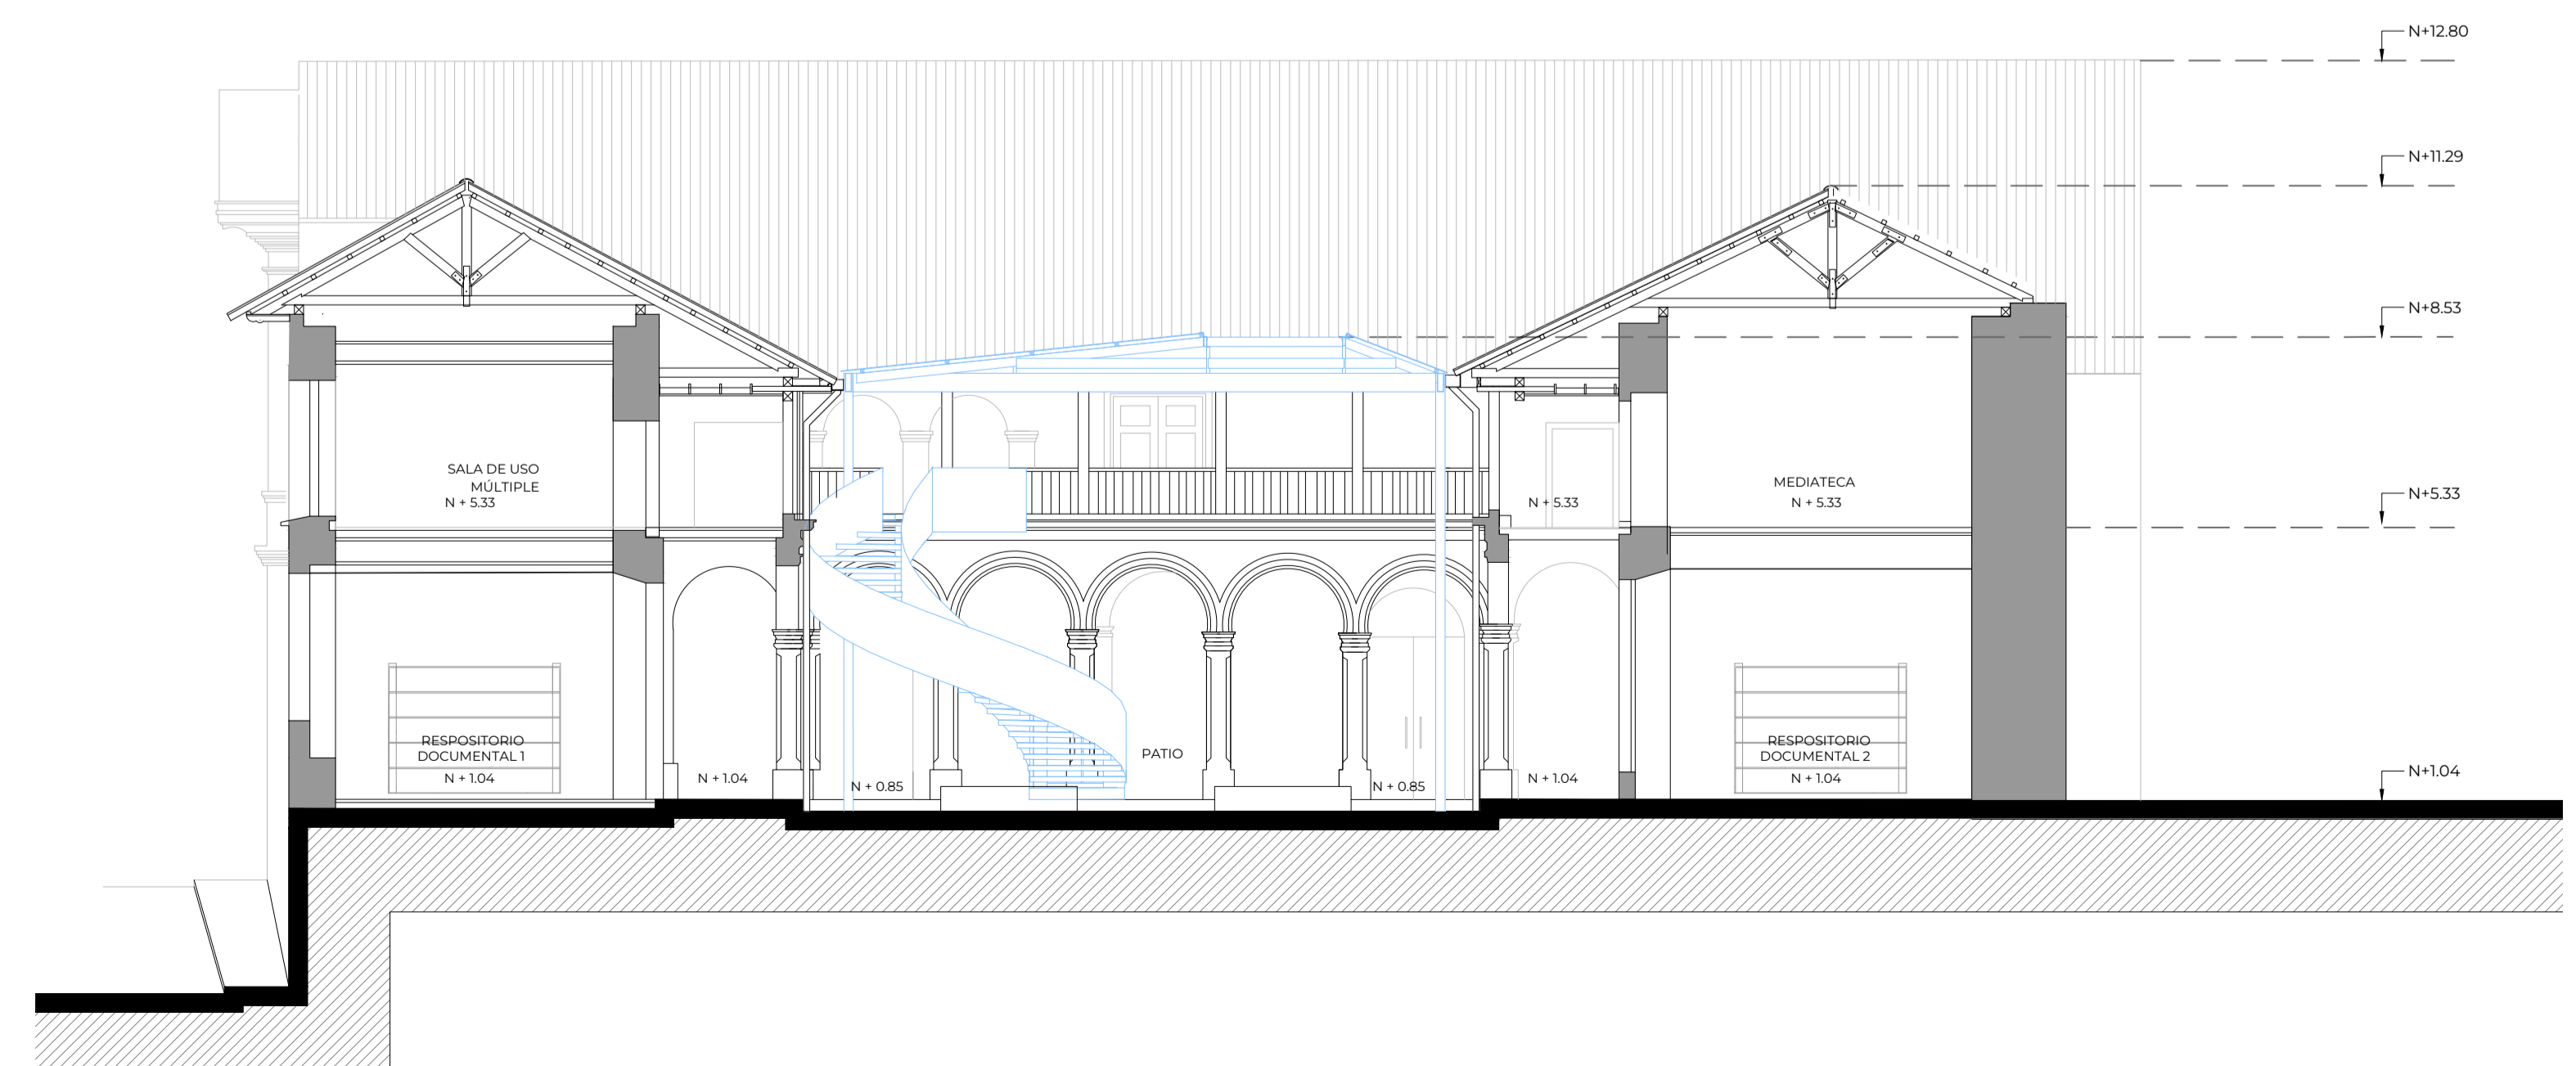 N+12.80
N+11.29
N+8.53
SALA DE USO
MÚLTIPLE
N + 5.33
N + 5.33
MEDIATECA
N + 5.33
N+5.33
RESPOSITORIO
DOCUMENTAL 1
N + 1.04
N + 1.04
N + 0.85
PATIO
N + 0.85
N + 1.04
RESPOSITORIO
DOCUMENTAL 2
N + 1.04
N+1.04